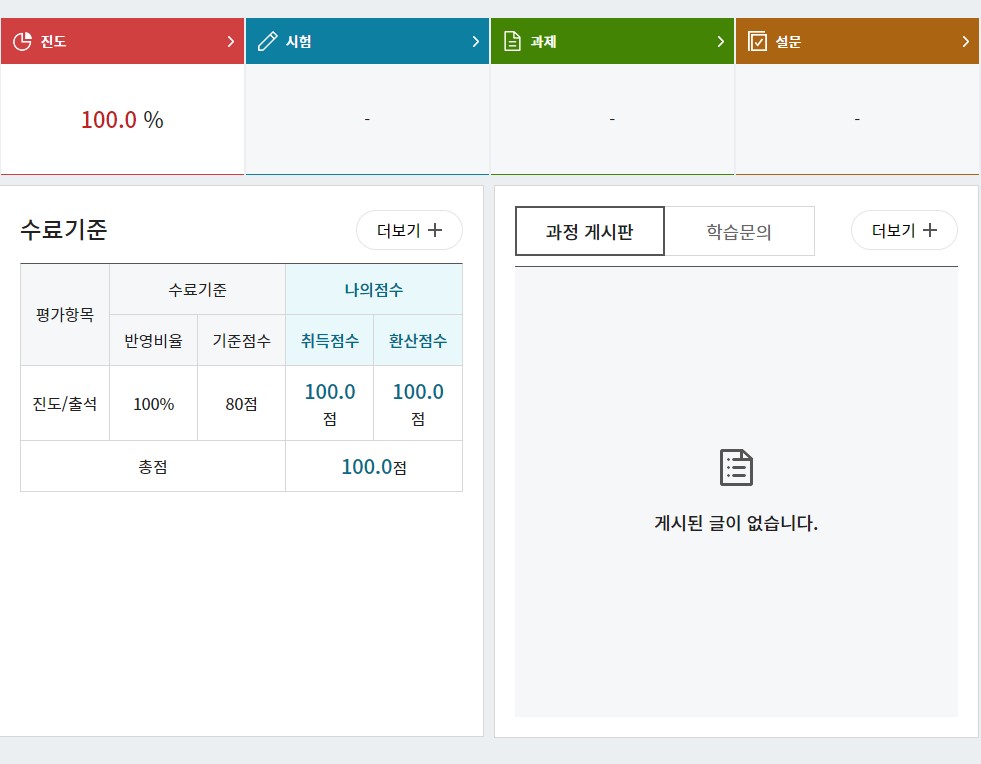 진도 시험 과제 설문
100.0 % - - -
수료기준 더보기 +
평가항목 수료기준 나의점수
반영비율 기준점수 취득점수 환산점수
진도/출석 100% 80점 100.0점 100.0점
총점 100.0점
과정 게시판 학습문의 더보기 +
게시된 글이 없습니다.